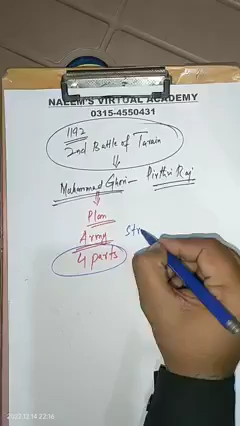 NAEEM'S VIRTUAL ACADEMY
0315-4550431
1192
2nd Battle of Tarain
Muhammad Ghori - Pirthvi Raj
Plan
Army Str
4 parts
2023.12.14 22:16